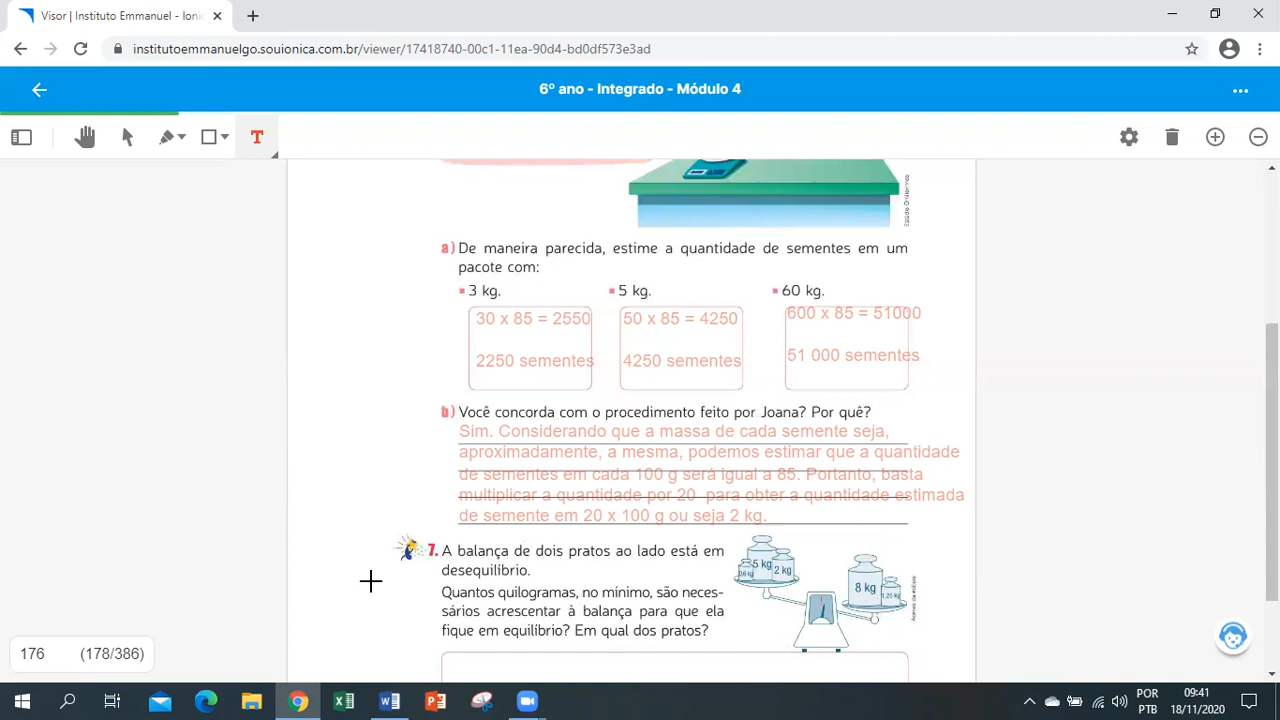 Visor | Instituto Emmanuel - Ionic
institutoemmanuelgo.souionica.com.br/viewer/17418740-00c1-11ea-90d4-bd0df573e3ad
6º ano - Integrado - Módulo 4
T
a) De maneira parecida, estime a quantidade de sementes em um
pacote com:
3 kg. 5 kg. 60 kg.
30 x 85 = 2550 50 x 85 = 4250 600 x 85 = 51000
2250 sementes 4250 sementes 51 000 sementes
b) Você concorda com o procedimento feito por Joana? Por quê?
Sim. Considerando que a massa de cada semente seja,
aproximadamente, a mesma, podemos estimar que a quantidade
de sementes em cada 100 g será igual a 85. Portanto, basta
multiplicar a quantidade por 20 para obter a quantidade estimada
de semente em 20 x 100 g ou seja 2 kg.
7. A balança de dois pratos ao lado está em
desequilíbrio.
Quantos quilogramas, no mínimo, são neces-
sários acrescentar à balança para que ela
fique em equilíbrio? Em qual dos pratos?
0,6 kg 5 kg 2 kg
8 kg 1,25 kg
176 (178/386)
POR
PTB
09:41
18/11/2020